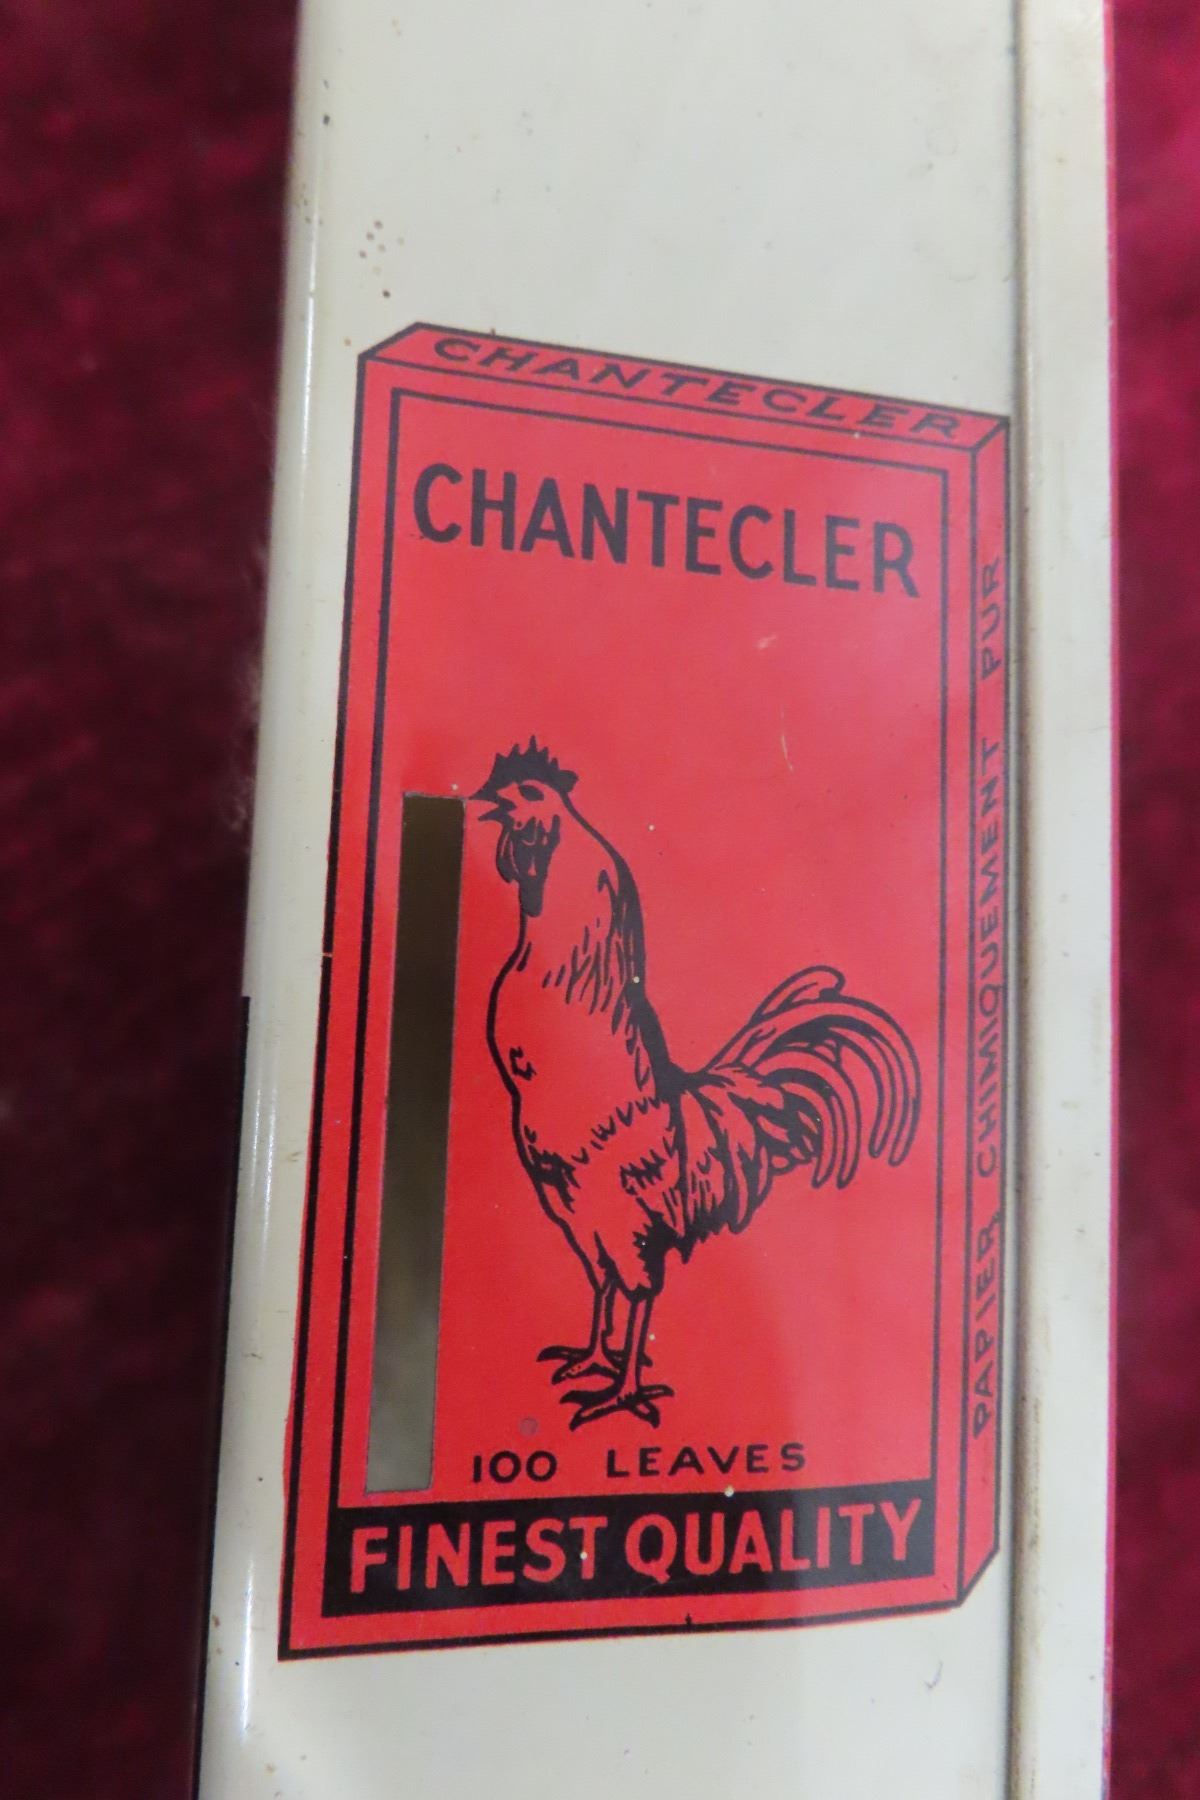 CHANTECLER
CHANTECLER
PAPIER CHIMIQUEMENT PUR
100 LEAVES
FINEST QUALITY